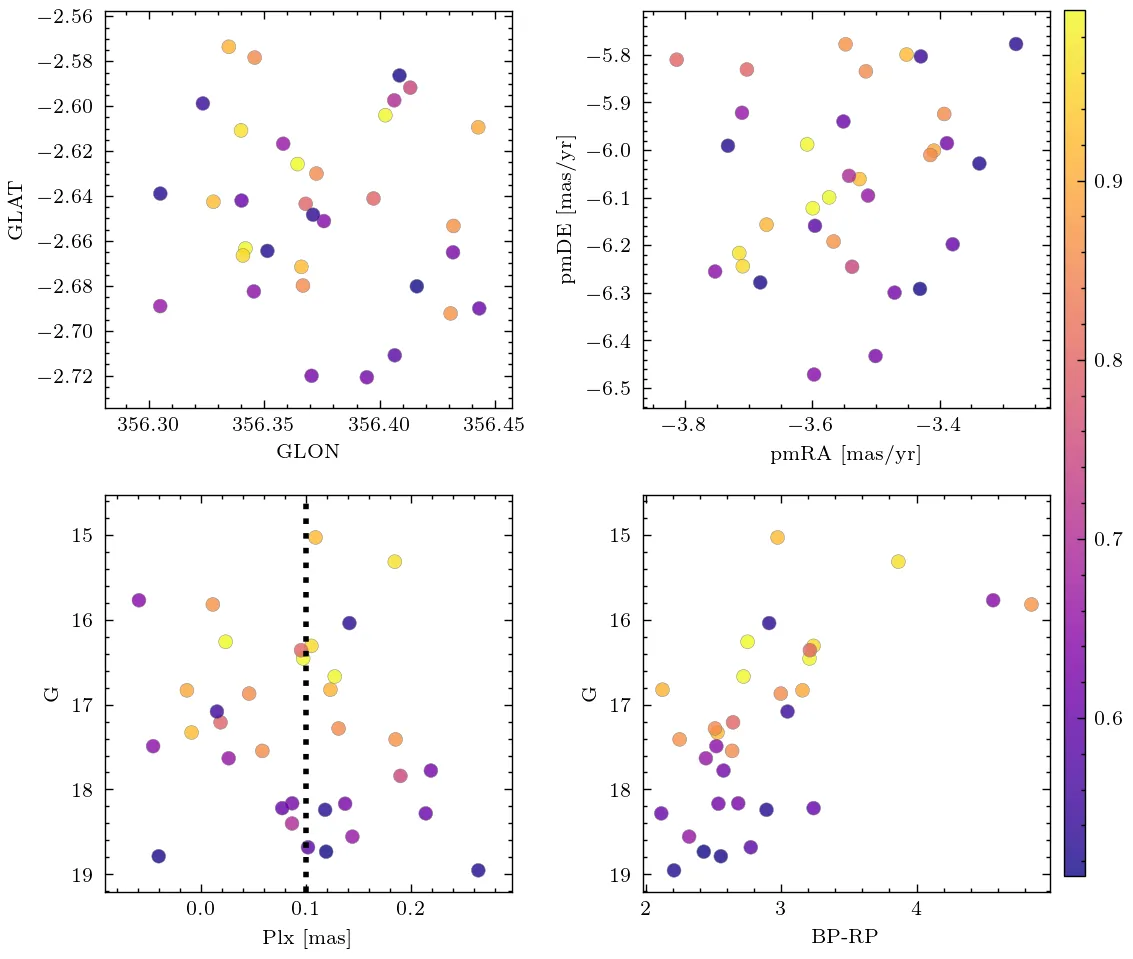 −2.56
−2.58
−2.60
−2.62
−2.64
−2.66
−2.68
−2.70
−2.72
GLAT
356.30 356.35 356.40 356.45
GLON
−5.8
−5.9
−6.0
−6.1
−6.2
−6.3
−6.4
−6.5
pmDE [mas/yr]
−3.8 −3.6 −3.4
pmRA [mas/yr]
0.9
0.8
0.7
0.6
15
16
17
18
19
G
0.0 0.1 0.2
Plx [mas]
15
16
17
18
19
G
2 3 4
BP-RP